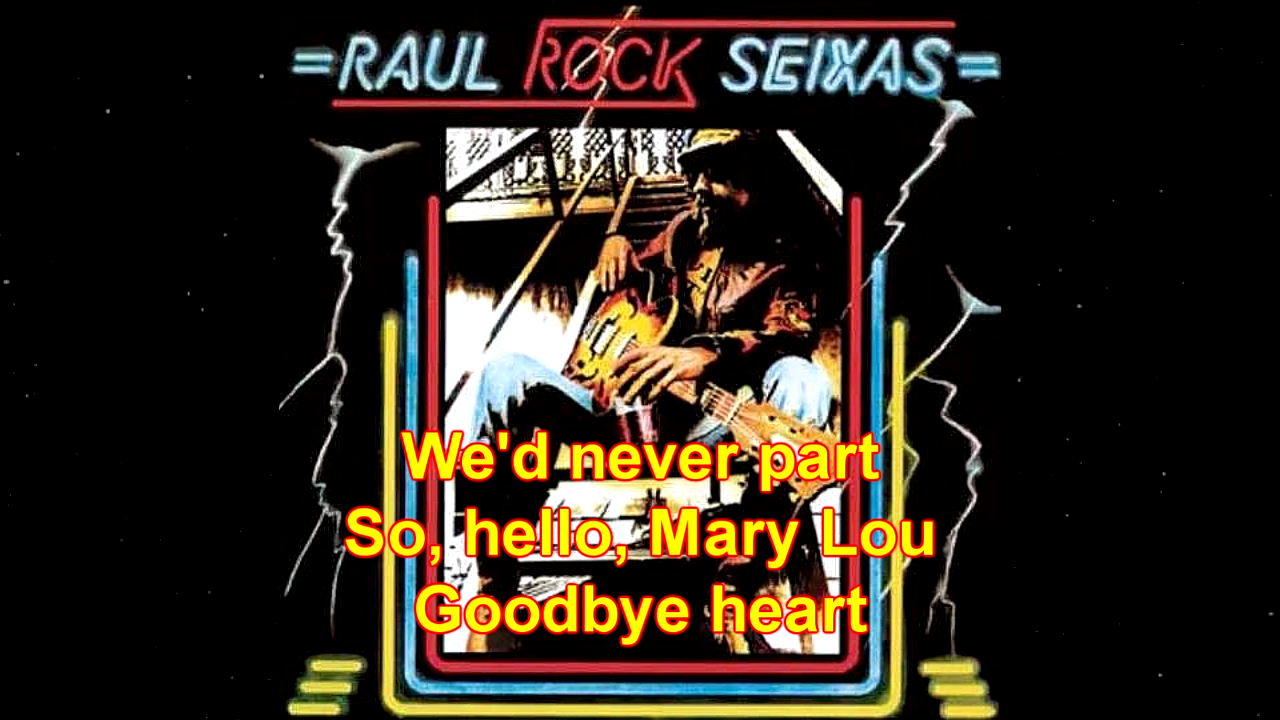 =RAUL ROCK SEIXAS=
We'd never part
So, hello, Mary Lou
Goodbye heart